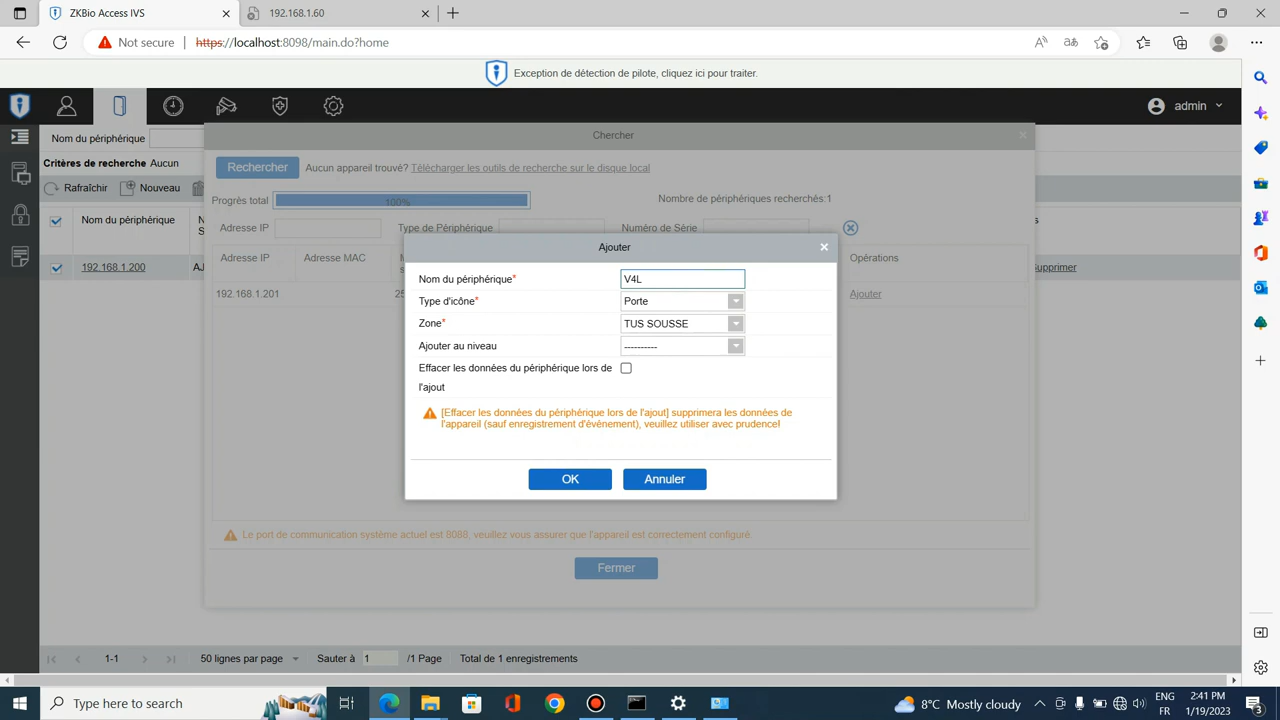 ZKBio Access IVS
192.168.1.60
Not secure
https://localhost:8098/main.do?home
Exception de détection de pilote, cliquez ici pour traiter.
admin
Nom du périphérique
Chercher
Critères de recherche Aucun
Rechercher
Aucun appareil trouvé? Télécharger les outils de recherche sur le disque local
Rafraîchir
Nouveau
Progrès total
100%
Nombre de périphériques recherchés:1
Nom du périphérique
Adresse IP
Type de Périphérique
Numéro de Série
Adresse IP
Adresse MAC
Opérations
192.168.1.200
192.168.1.201
Ajouter
Supprimer
Ajouter
Nom du périphérique*
V4L
Type d'icône*
Porte
Zone*
TUS SOUSSE
Ajouter au niveau
----------
Effacer les données du périphérique lors de
l'ajout
[Effacer les données du périphérique lors de l'ajout] supprimera les données de
l'appareil (sauf enregistrement d'évènement), veuillez utiliser avec prudence!
OK
Annuler
Le port de communication système actuel est 8088, veuillez vous assurer que l'appareil est correctement configuré.
Fermer
1-1
50 lignes par page
Sauter à
1
/1 Page
Total de 1 enregistrements
Type here to search
8°C Mostly cloudy
ENG
FR
2:41 PM
1/19/2023
3